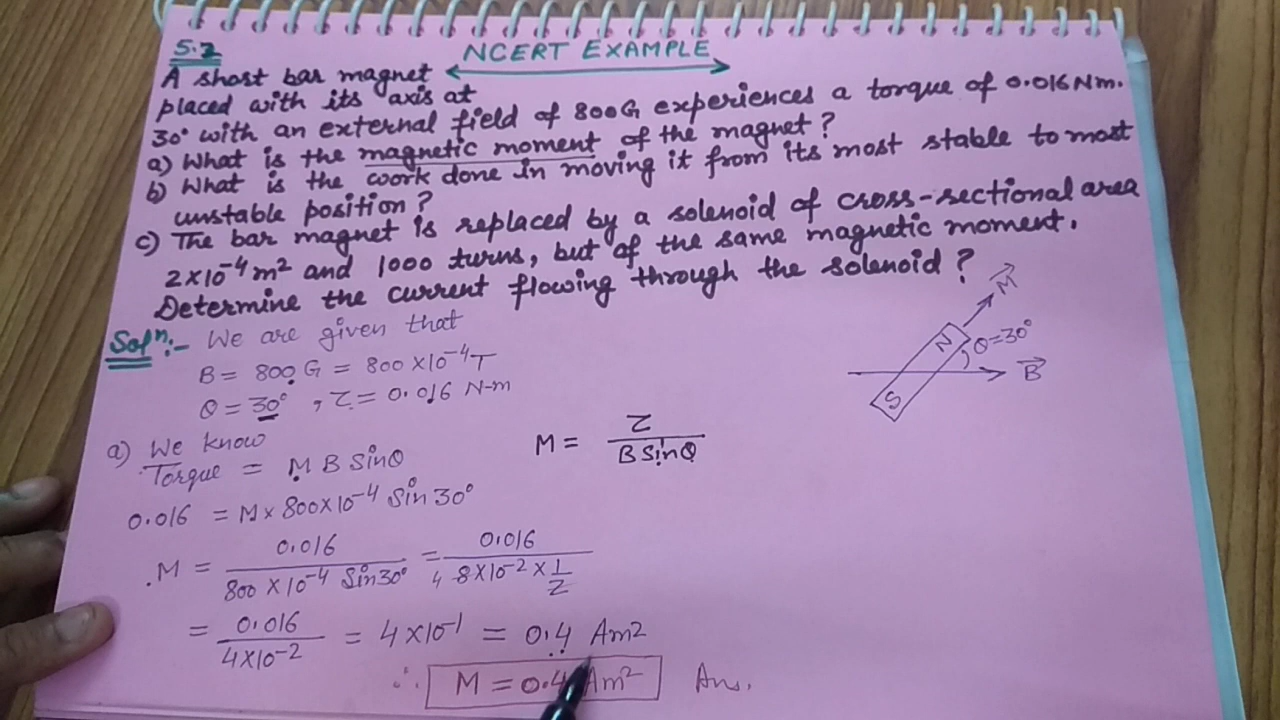 5.2
NCERT EXAMPLE
A short bar magnet
placed with its axis at
30° with an external field of 800G experiences a torque of 0.016Nm.
a) What is the magnetic moment of the magnet?
b) What is the work done in moving it from its most stable to most
unstable position?
c) The bar magnet is replaced by a solenoid of cross-sectional area
2×10⁻⁴m² and 1000 turns, but of the same magnetic moment.
Determine the current flowing through the solenoid?
Solⁿ:- We are given that
B = 800 G = 800 ×10⁻⁴T
θ = 30° , τ = 0.016 N-m
M
N
θ=30°
B
S
a) We know
Torque = M B Sinθ
M = τ / B Sinθ
0.016 = M× 800×10⁻⁴ Sin 30°
M = 0.016 / 800 × 10⁻⁴ Sin30° = 0.016 / 4 8×10⁻² × 1/2
= 0.016 / 4×10⁻² = 4×10⁻¹ = 0.4 Am²
∴ M = 0.4 Am² Ans.